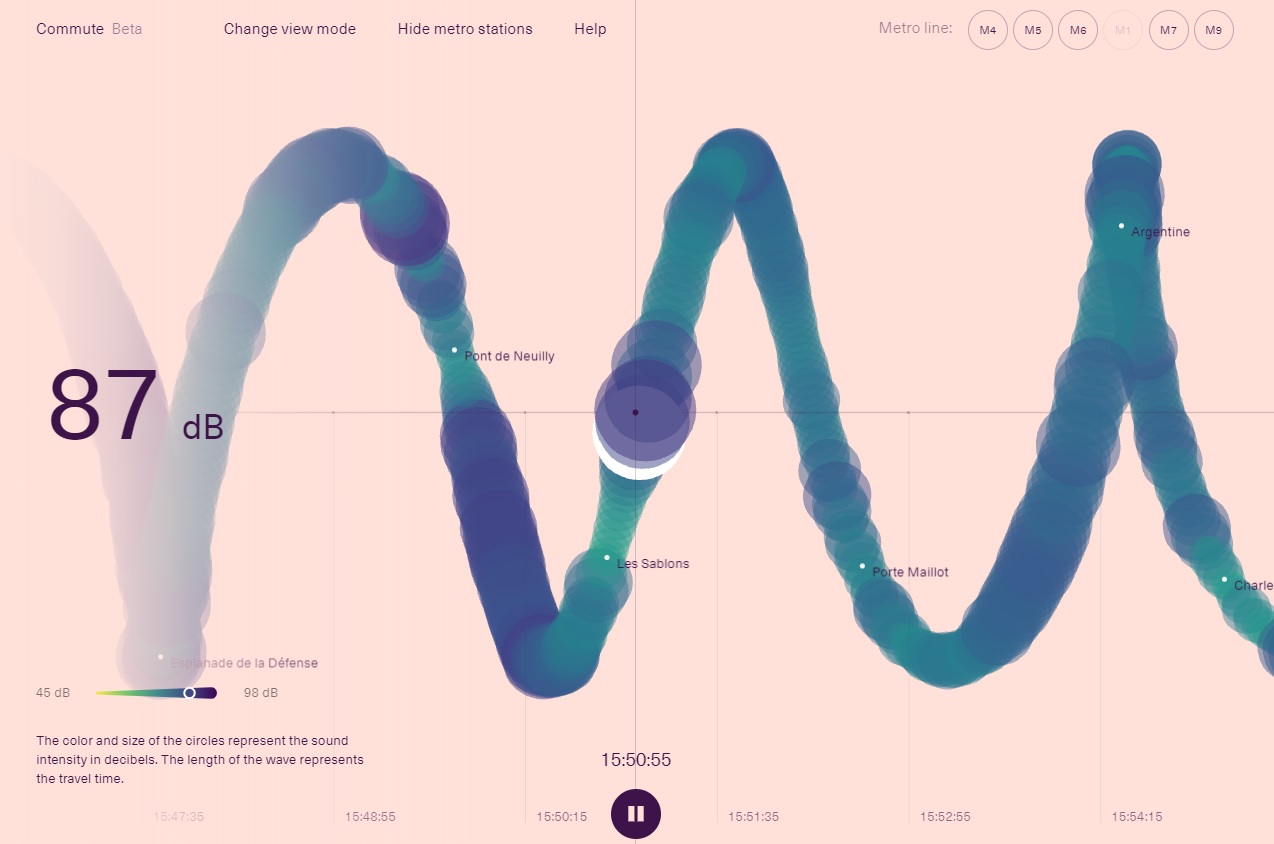 Commute Beta
Change view mode
Hide metro stations
Help
Metro line:
M4
M5
M6
M1
M7
M9
Argentine
Pont de Neuilly
87 dB
Les Sablons
Porte Maillot
Charle
Esplanade de la Défense
45 dB
98 dB
The color and size of the circles represent the sound
intensity in decibels. The length of the wave represents
the travel time.
15:50:55
15:47:35
15:48:55
15:50:15
15:51:35
15:52:55
15:54:15